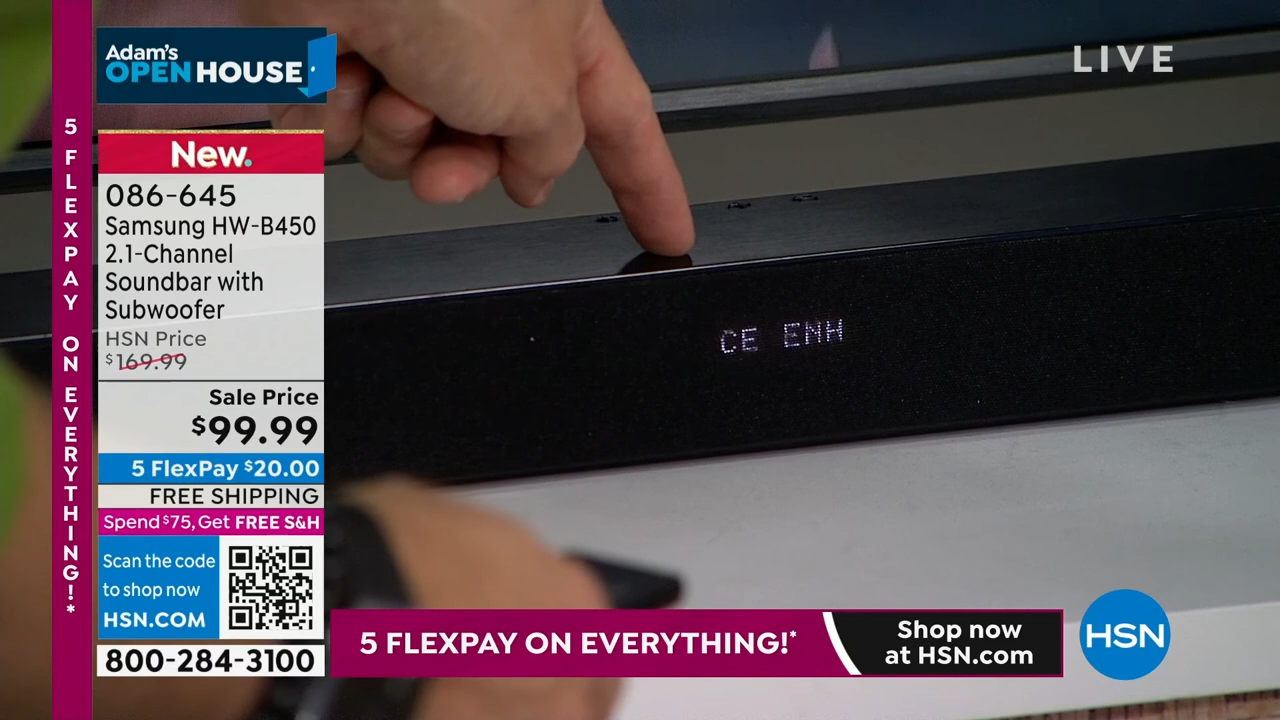 Adam's
OPEN HOUSE
LIVE
5 FLEXPAY ON EVERYTHING!*
New.
086-645
Samsung HW-B450
2.1-Channel
Soundbar with
Subwoofer
HSN Price
$169.99
Sale Price
$99.99
5 FlexPay $20.00
FREE SHIPPING
Spend $75, Get FREE S&H
Scan the code
to shop now
HSN.COM
800-284-3100
CE ENH
5 FLEXPAY ON EVERYTHING!*
Shop now
at HSN.com
HSN